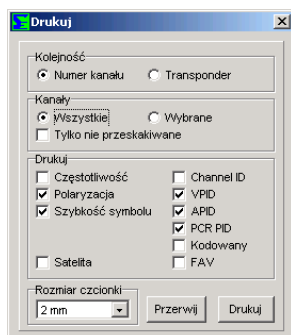 Drukuj
Kolejność
Numer kanału Transponder
Kanały
Wszystkie Wybrane
Tylko nie przeskakiwane
Drukuj
Częstotliwość Channel ID
Polaryzacja VPID
Szybkość symbolu APID
PCR PID
Kodowany
Satelita FAV
Rozmiar czcionki
2 mm Przerwij Drukuj